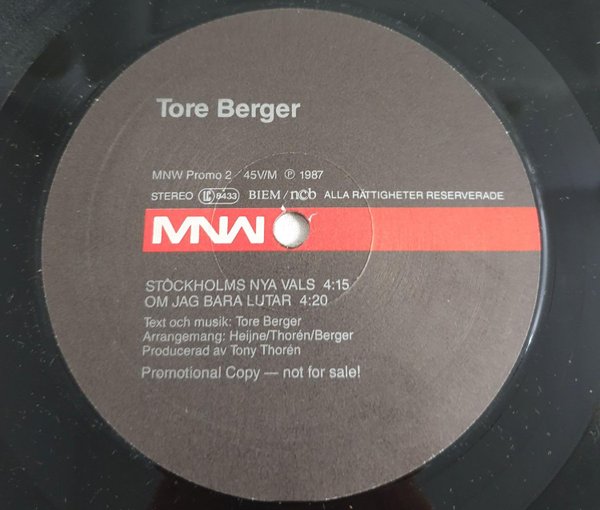 Tore Berger
MNW Promo 2 45V/M Ⓟ 1987
STEREO LC 8433 BIEM/ncb ALLA RÄTTIGHETER RESERVERADE
MNW
STOCKHOLMS NYA VALS 4:15
OM JAG BARA LUTAR 4:20
Text och musik: Tore Berger
Arrangemang: Heijne/Thorén/Berger
Producerad av Tony Thorén
Promotional Copy — not for sale!